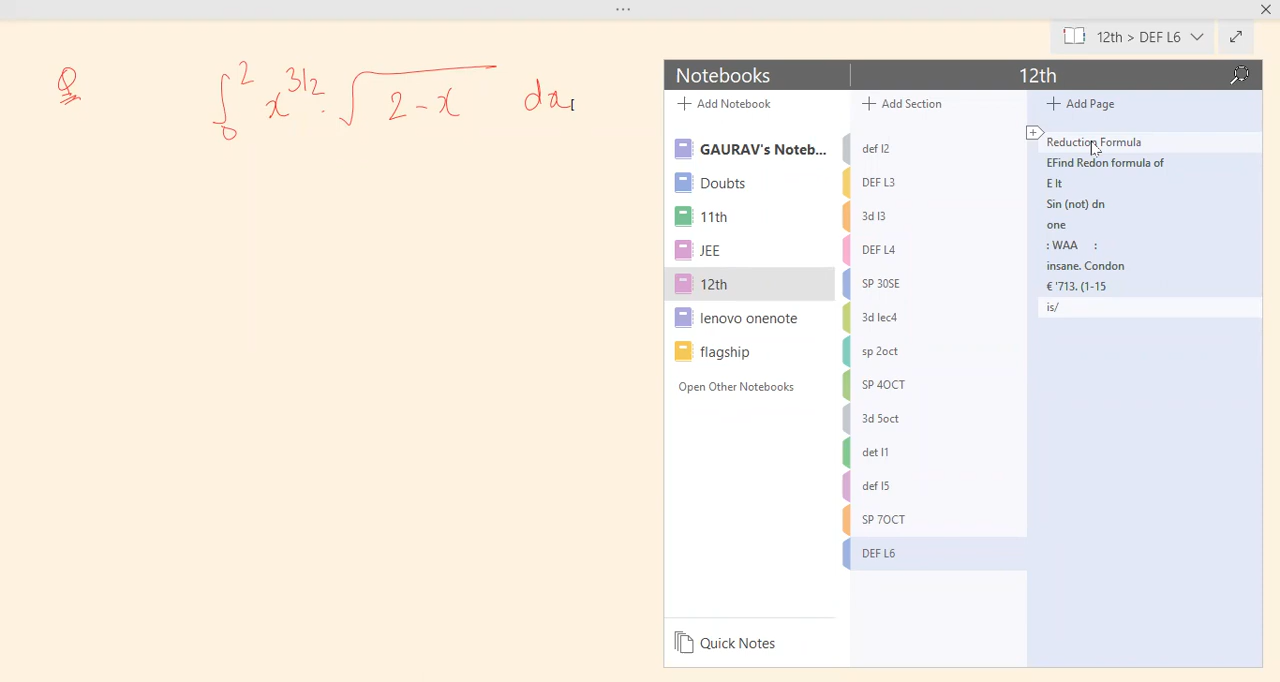 ...
12th > DEF L6
Q ∫₀² x^{3/2} · √(2-x) dx
Notebooks
12th
Add Notebook
Add Section
Add Page
GAURAV's Noteb...
Doubts
11th
JEE
12th
lenovo onenote
flagship
Open Other Notebooks
Quick Notes
def l2
DEF L3
3d l3
DEF L4
SP 30SE
3d lec4
sp 2oct
SP 4OCT
3d 5oct
det l1
def l5
SP 7OCT
DEF L6
Reduction Formula
EFind Redon formula of
E It
Sin (not) dn
one
: WAA :
insane. Condon
€ '713. (1-15
is/